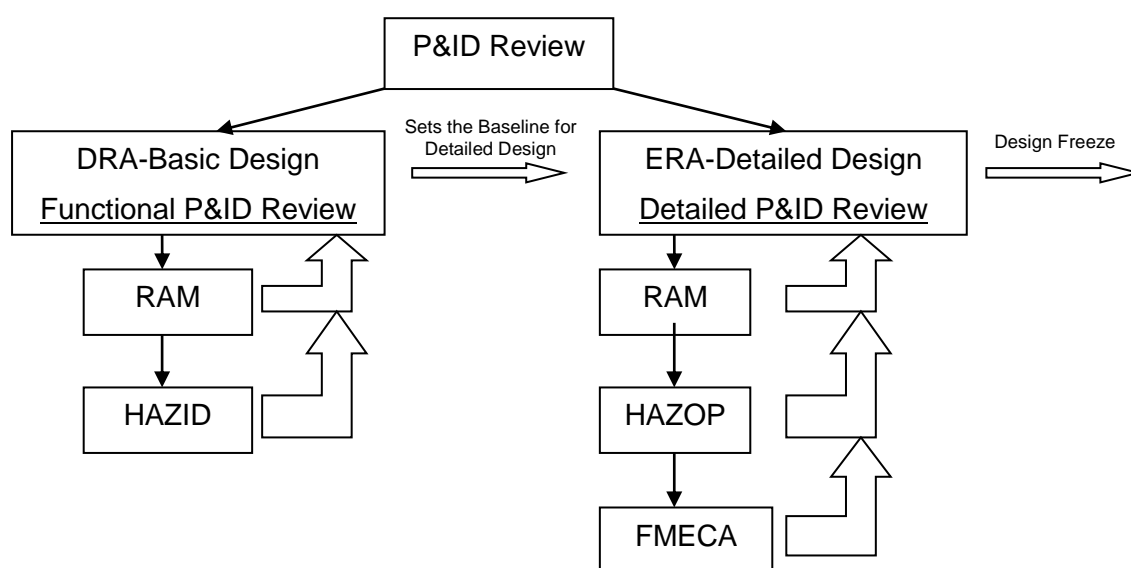 P&ID Review
DRA-Basic Design
Functional P&ID Review
Sets the Baseline for
Detailed Design
ERA-Detailed Design
Detailed P&ID Review
Design Freeze
RAM
HAZID
RAM
HAZOP
FMECA